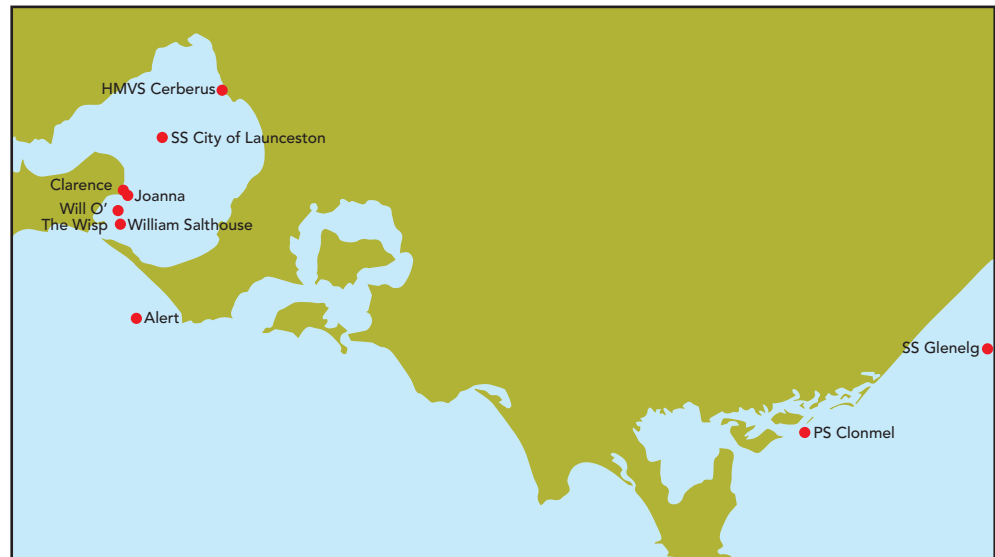 HMVS Cerberus
SS City of Launceston
Clarence
Joanna
Will O’
The Wisp
William Salthouse
Alert
SS Glenelg
PS Clonmel